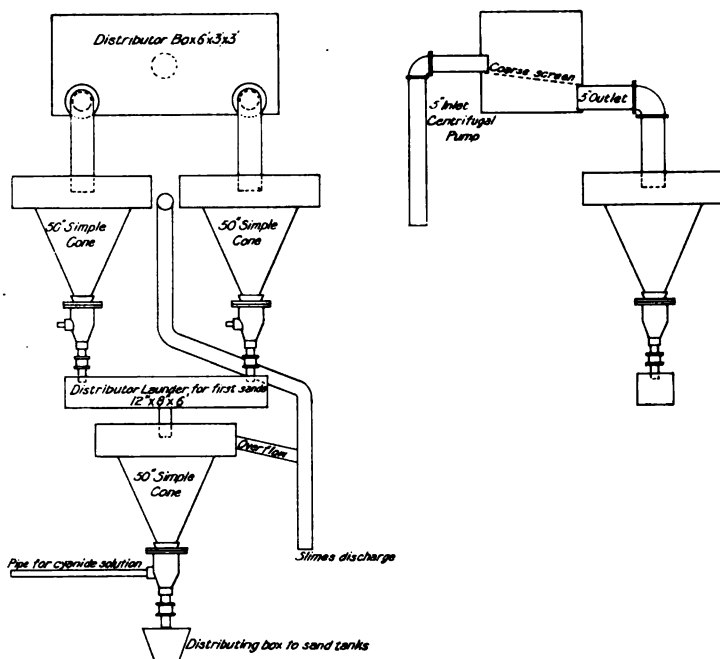 Distributor Box 6'x3'x3'
Coarse screen
5" Inlet
Centrifugal
Pump
5" Outlet
50" Simple
Cone
50" Simple
Cone
Distributor Launder for first sands
12"x8"x6'
Overflow
50" Simple
Cone
Slimes discharge
Pipe for cyanide solution
Distributing box to sand tanks